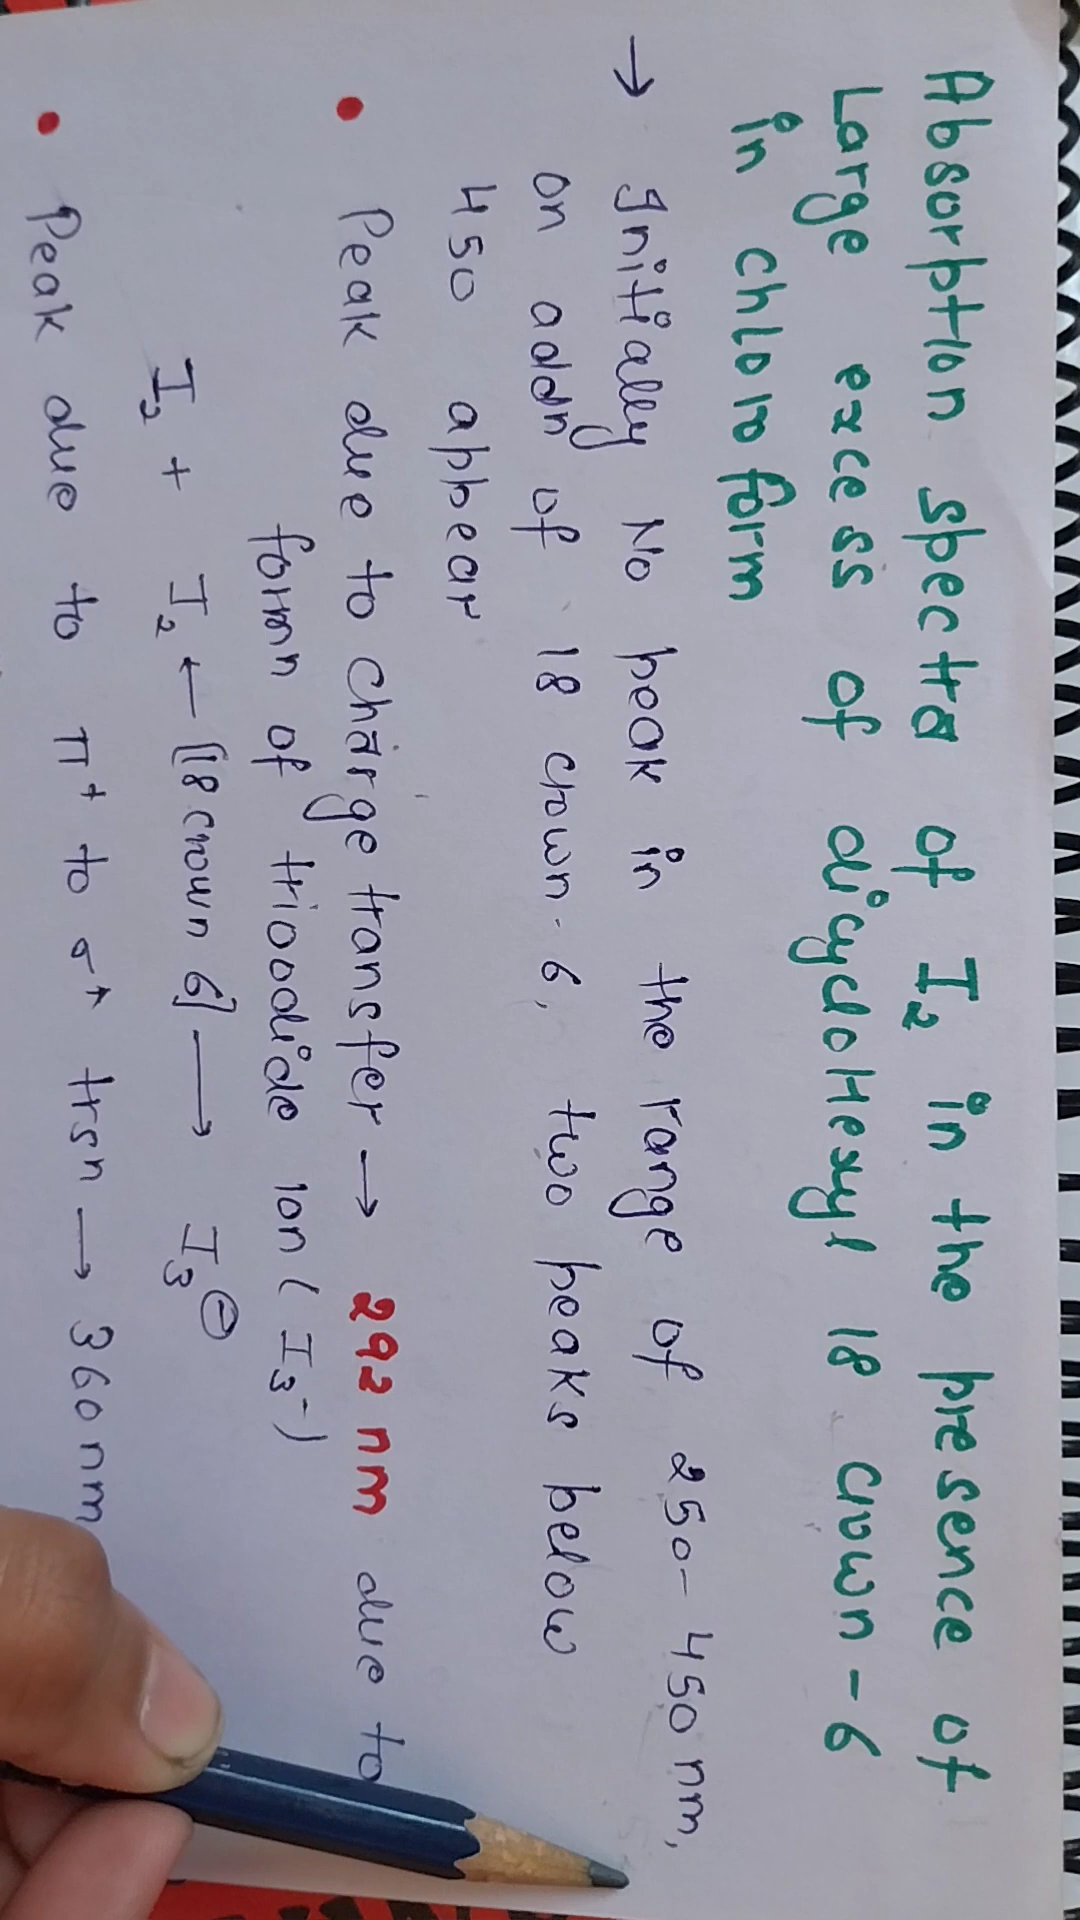 Absorption spectra of I₂ in the presence of
Large excess of dicycloHexyl 18 crown-6
in chloroform
→ Initially No peak in the range of 250-450 nm,
on addn of 18 crown-6, two peaks below
450 appear
• Peak due to charge transfer → 292 nm due to
formn of trioodide ion (I₃⁻)
I₂ + I₂ ← [18 crown 6] → I₃⊖
• Peak due to π* to σ* trsn → 360 nm